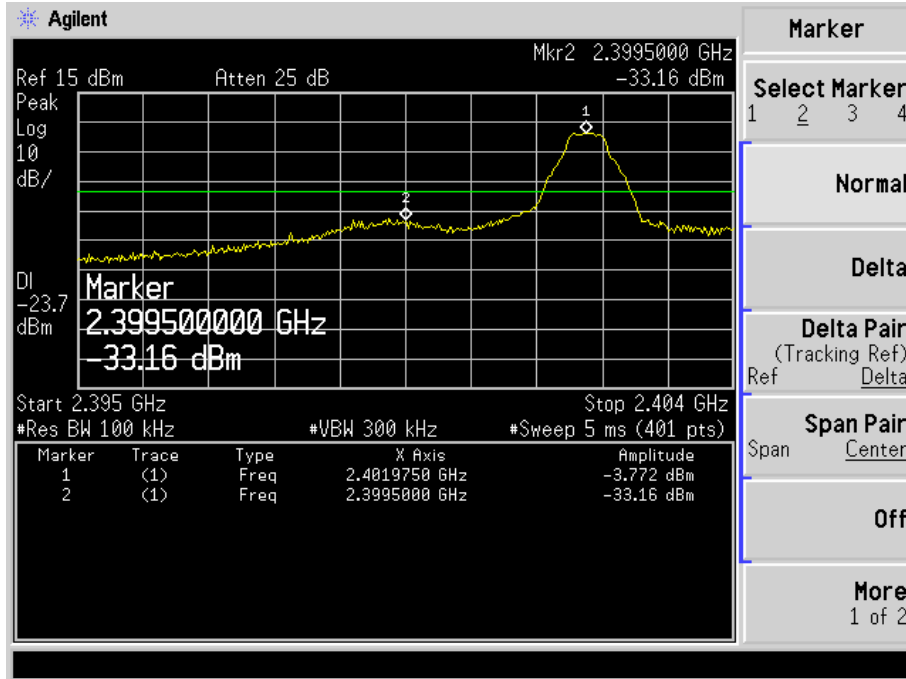 Agilent
Marker
Mkr2 2.3995000 GHz
Ref 15 dBm Atten 25 dB -33.16 dBm
Peak
Log
10
dB/
1
2
DI
-23.7
dBm
Marker
2.399500000 GHz
-33.16 dBm
Start 2.395 GHz Stop 2.404 GHz
#Res BW 100 kHz #VBW 300 kHz #Sweep 5 ms (401 pts)
Marker Trace Type X Axis Amplitude
1 (1) Freq 2.4019750 GHz -3.772 dBm
2 (1) Freq 2.3995000 GHz -33.16 dBm
Select Marker
1 2 3 4
Normal
Delta
Delta Pair
(Tracking Ref)
Ref Delta
Span Pair
Span Center
Off
More
1 of 2